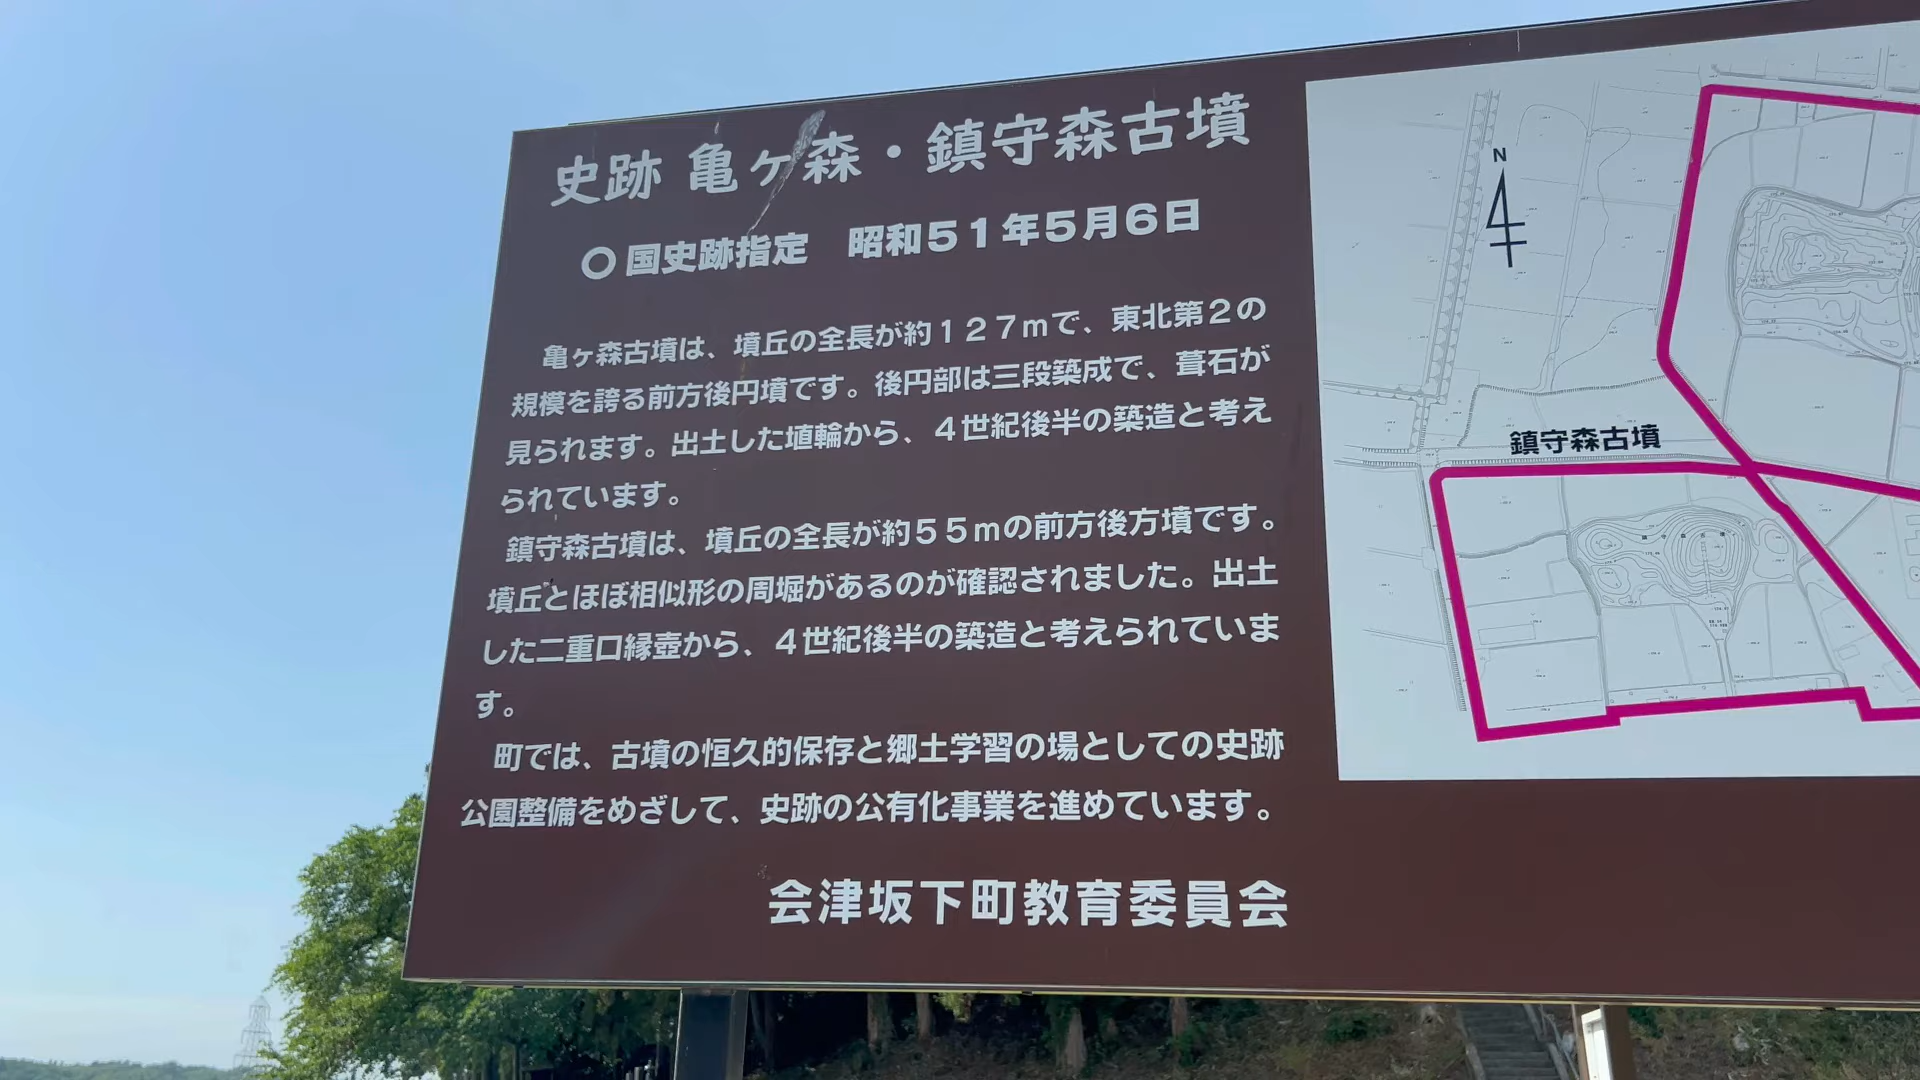 史跡 亀ヶ森・鎮守森古墳
○国史跡指定 昭和51年5月6日
亀ヶ森古墳は、墳丘の全長が約127mで、東北第2の
規模を誇る前方後円墳です。後円部は三段築成で、葺石が
見られます。出土した埴輪から、4世紀後半の築造と考え
られています。
鎮守森古墳は、墳丘の全長が約55mの前方後方墳です。
墳丘とほぼ相似形の周堀があるのが確認されました。出土
した二重口縁壺から、4世紀後半の築造と考えられていま
す。
町では、古墳の恒久的保存と郷土学習の場としての史跡
公園整備をめざして、史跡の公有化事業を進めています。
会津坂下町教育委員会
N
鎮守森古墳